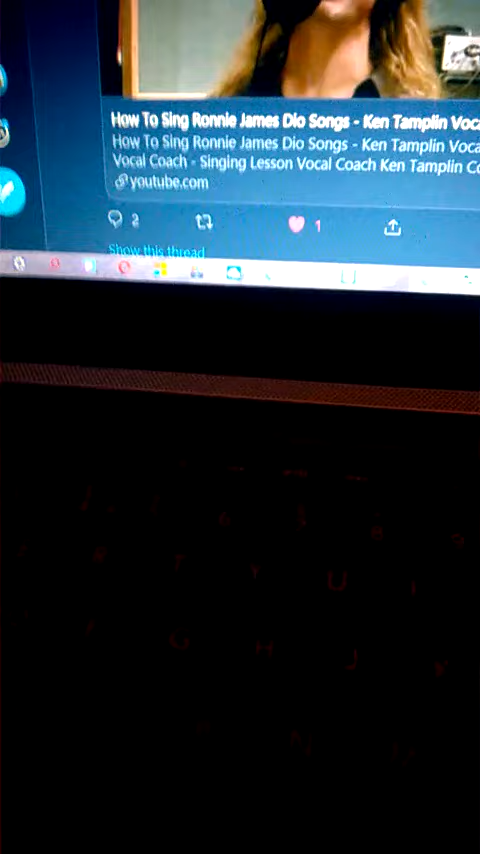 How To Sing Ronnie James Dio Songs - Ken Tamplin Voca
How To Sing Ronnie James Dio Songs - Ken Tamplin Voca
Vocal Coach - Singing Lesson Vocal Coach Ken Tamplin Co
youtube.com
2 1
Show this thread
U
G H J